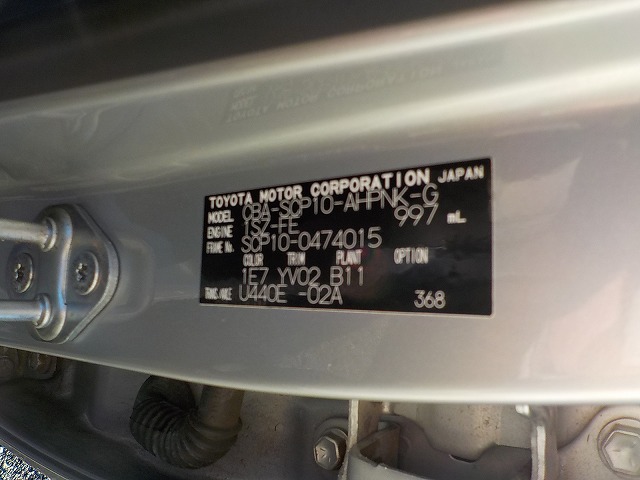 TOYOTA MOTOR CORPORATION JAPAN
MODEL CBA-SCP10-AHPNK-G
ENGINE 1SZ-FE 997 mL
FRAME No. SCP10-0474015
COLOR TRIM PLANT OPTION
1E7 YV02 B11
TRANS/AXLE U440E -02A 368